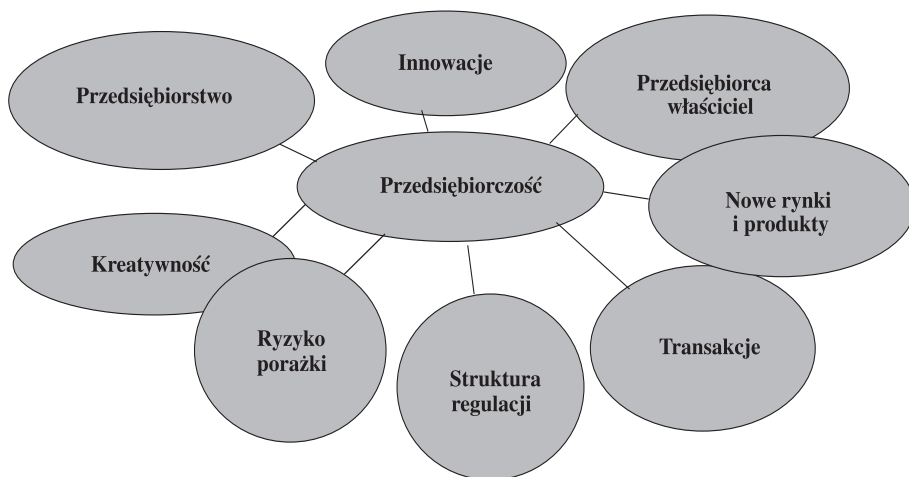 Innowacje
Przedsiębiorstwo
Przedsiębiorca
właściciel
Przedsiębiorczość
Nowe rynki
i produkty
Kreatywność
Ryzyko
porażki
Struktura
regulacji
Transakcje